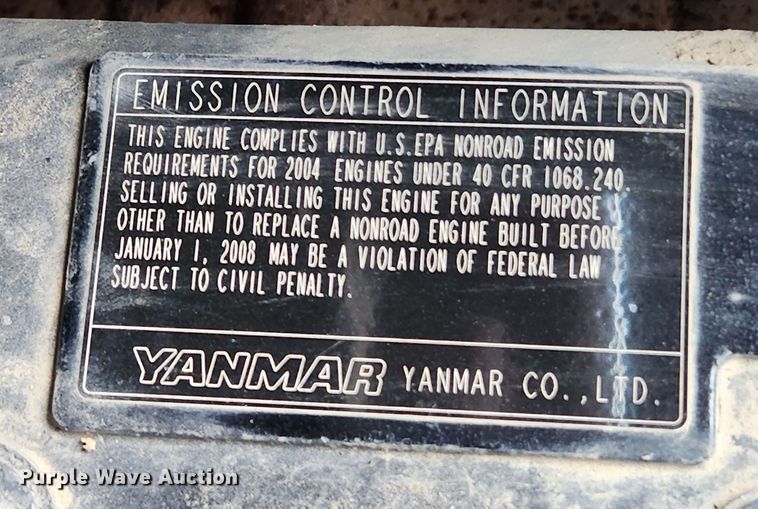 EMISSION CONTROL INFORMATION
THIS ENGINE COMPLIES WITH U.S.EPA NONROAD EMISSION
REQUIREMENTS FOR 2004 ENGINES UNDER 40 CFR 1068.240.
SELLING OR INSTALLING THIS ENGINE FOR ANY PURPOSE
OTHER THAN TO REPLACE A NONROAD ENGINE BUILT BEFORE
JANUARY 1, 2008 MAY BE A VIOLATION OF FEDERAL LAW
SUBJECT TO CIVIL PENALTY.
YANMAR YANMAR CO.,LTD.
Purple Wave Auction